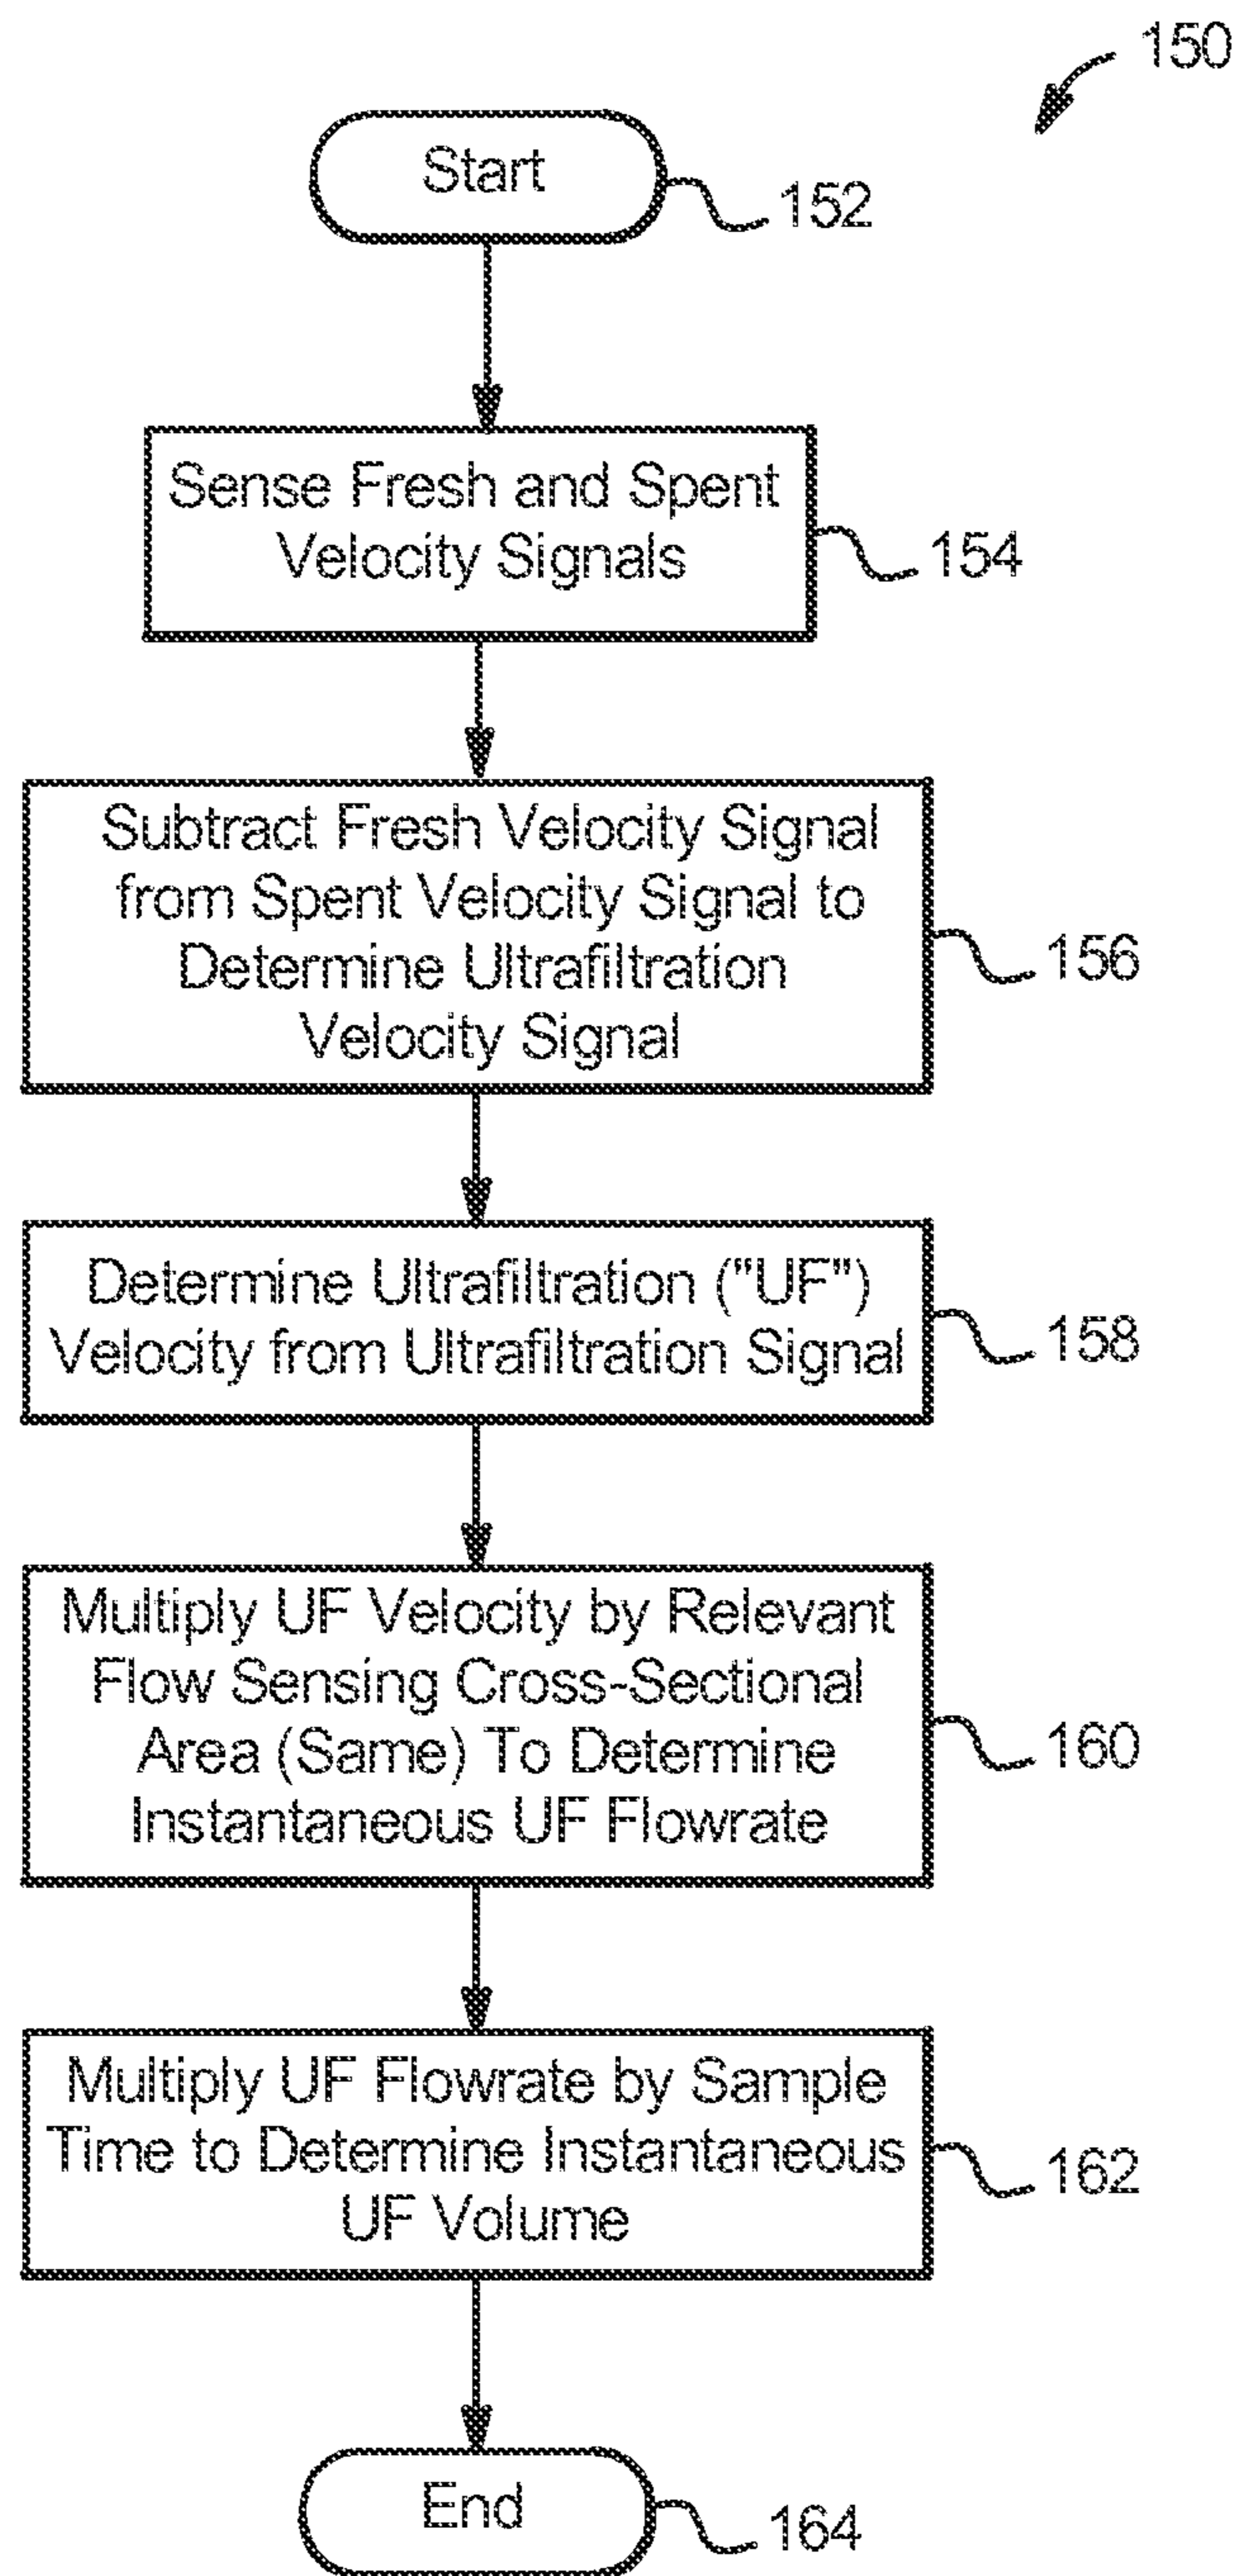 150
Start
152
Sense Fresh and Spent
Velocity Signals
154
Subtract Fresh Velocity Signal
from Spent Velocity Signal to
Determine Ultrafiltration
Velocity Signal
156
Determine Ultrafiltration ("UF")
Velocity from Ultrafiltration Signal
158
Multiply UF Velocity by Relevant
Flow Sensing Cross-Sectional
Area (Same) To Determine
Instantaneous UF Flowrate
160
Multiply UF Flowrate by Sample
Time to Determine Instantaneous
UF Volume
162
End
164